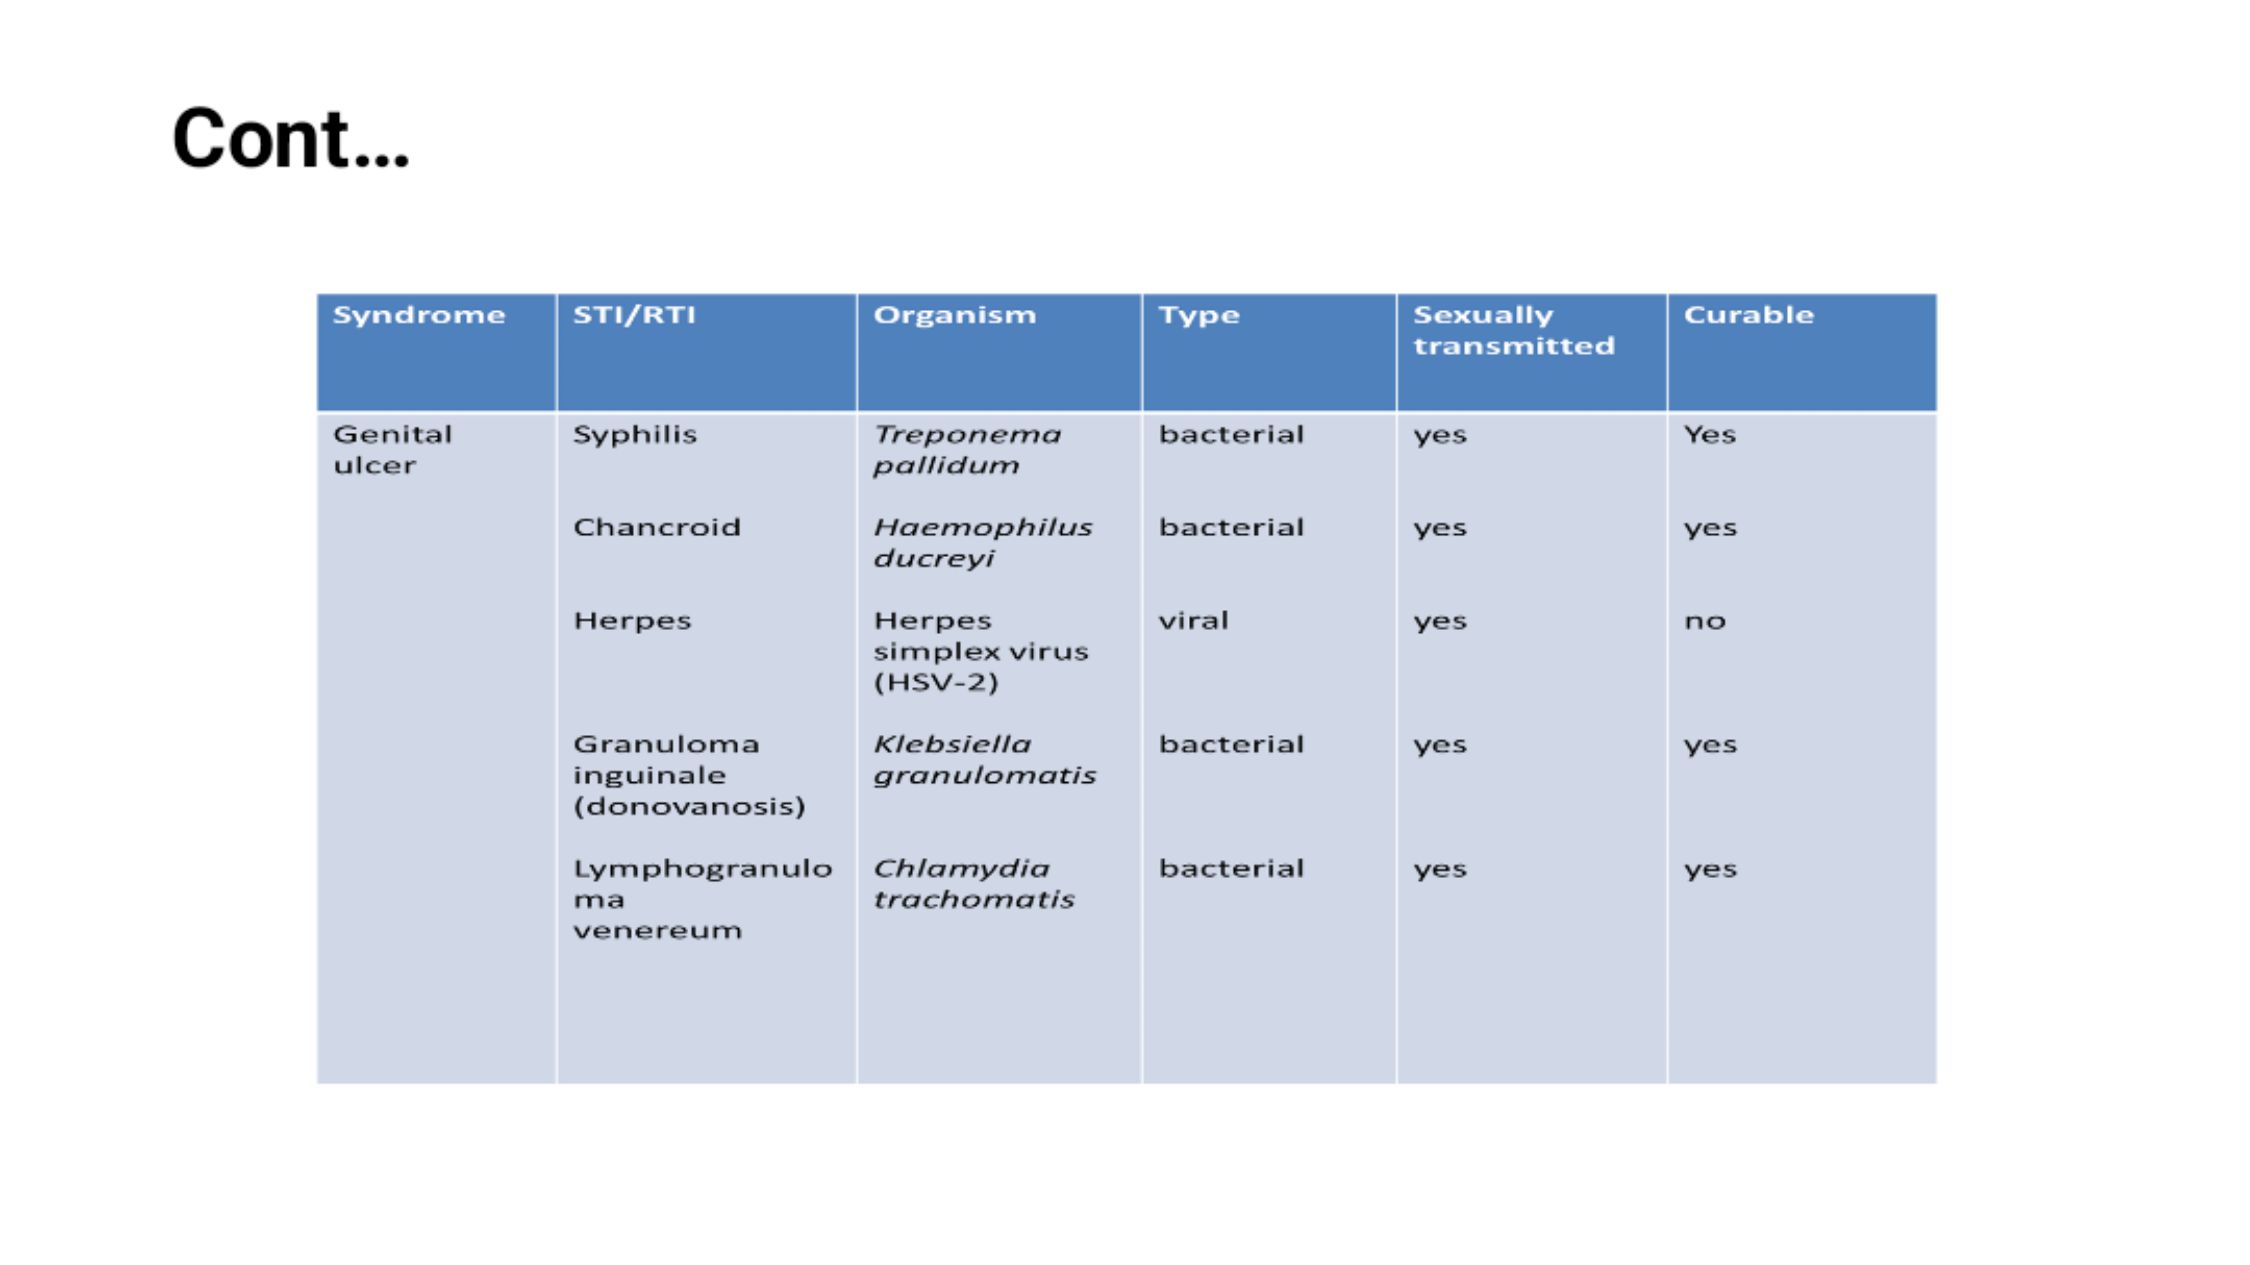 Cont...
Syndrome
STI/RTI
Organism
Type
Sexually
transmitted
Curable
Genital
ulcer
Syphilis
Treponema
pallidum
bacterial
yes
Yes
Chancroid
Haemophilus
ducreyi
bacterial
yes
yes
Herpes
Herpes
simplex virus
(HSV-2)
viral
yes
no
Granuloma
inguinale
(donovanosis)
Klebsiella
granulomatis
bacterial
yes
yes
Lymphogranulo
ma
venereum
Chlamydia
trachomatis
bacterial
yes
yes